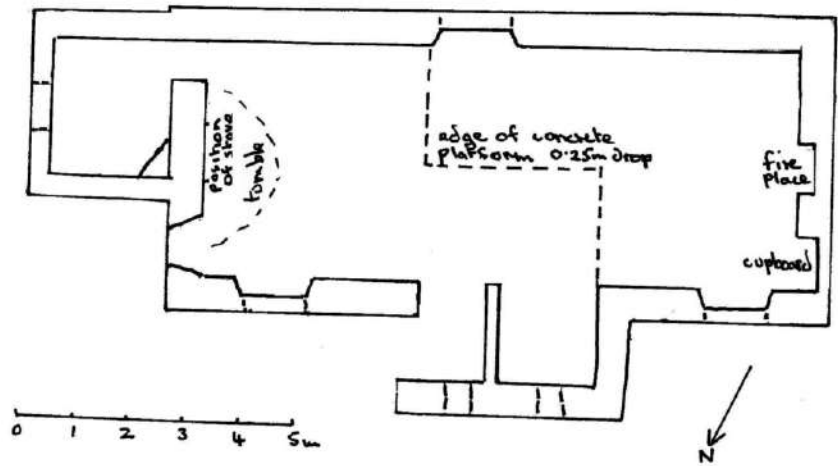 edge of concrete
platform 0.25m drop
position
of stove
tumble
fire
place
cupboard
0 1 2 3 4 5m
N